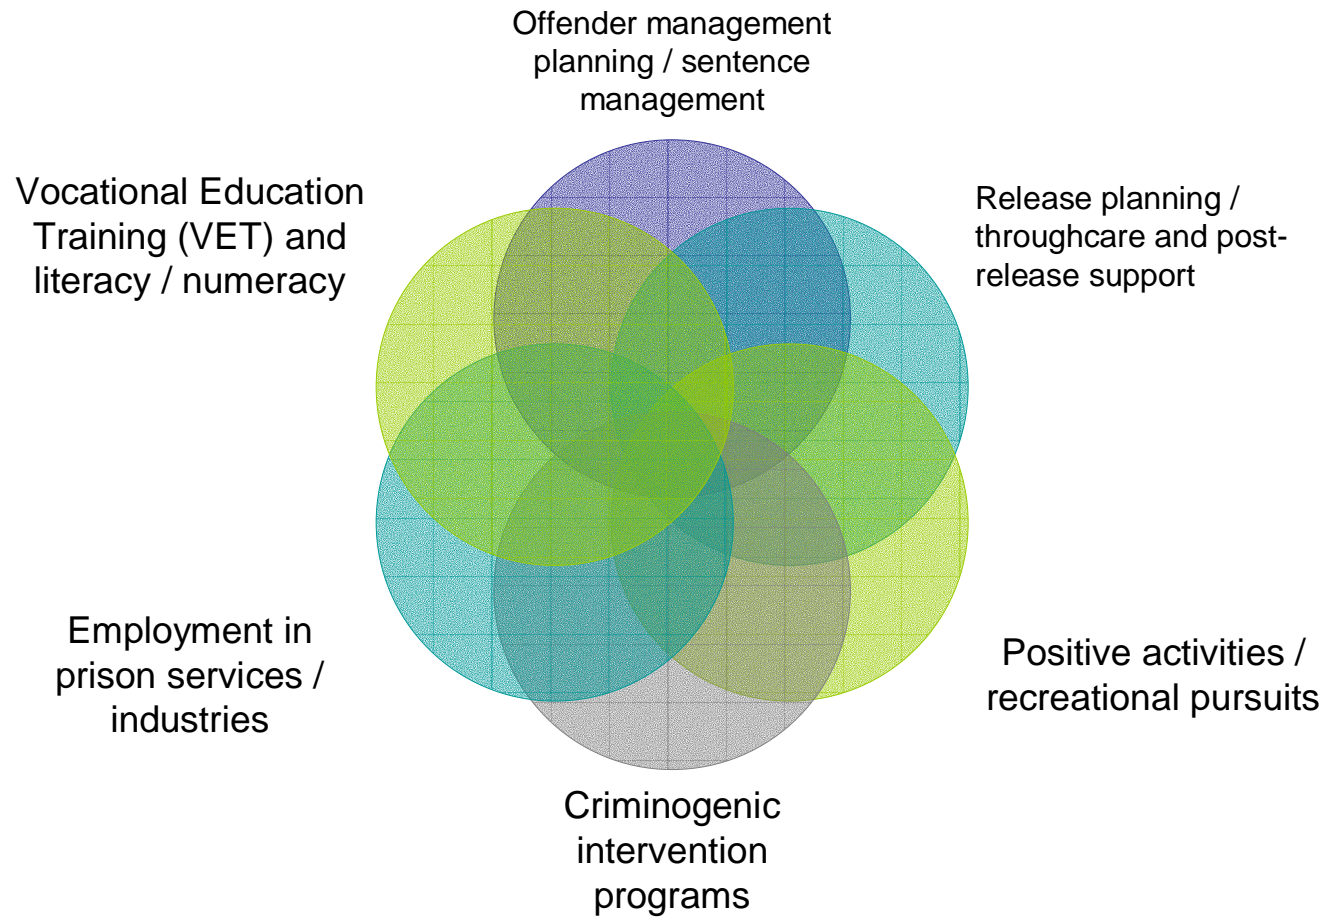 Offender management
planning / sentence
management
Vocational Education
Training (VET) and
literacy / numeracy
Release planning /
throughcare and post-
release support
Employment in
prison services /
industries
Positive activities /
recreational pursuits
Criminogenic
intervention
programs